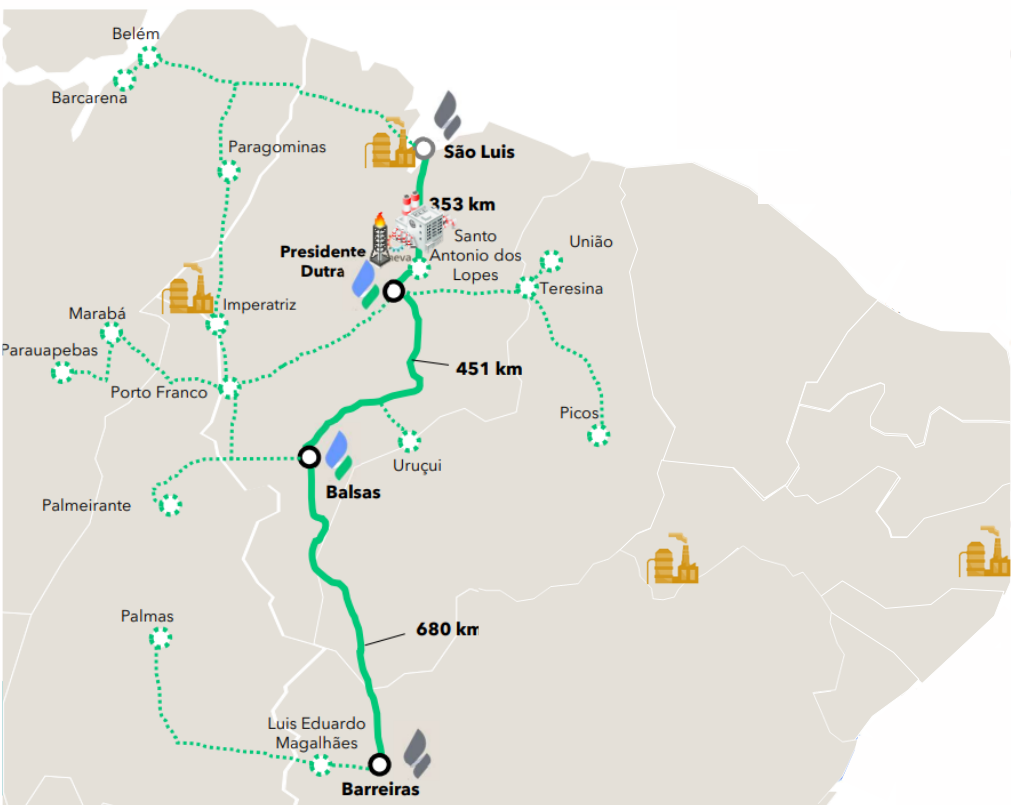 Belém
Barcarena
São Luis
Paragominas
353 km
Santo
Antonio dos
Lopes
União
Presidente
Dutra
Teresina
Imperatriz
Marabá
Parauapebas
451 km
Porto Franco
Picos
Uruçui
Balsas
Palmeirante
Palmas
680 km
Luis Eduardo
Magalhães
Barreiras